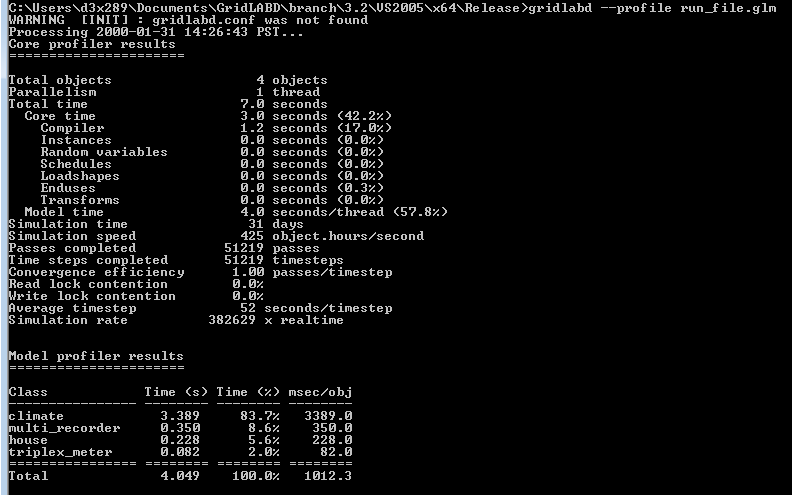 C:\Users\d3x289\Documents\GridLABD\branch\3.2\VS2005\x64\Release>gridlabd --profile run_file.glm
WARNING  [INIT] : gridlabd.conf was not found
Processing 2000-01-31 14:26:43 PST...
Core profiler results
======================
Total objects                  4 objects
Parallelism                    1 thread
Total time                   7.0 seconds
  Core time                  3.0 seconds (42.2%)
    Compiler                 1.2 seconds (17.0%)
    Instances                0.0 seconds (0.0%)
    Random variables         0.0 seconds (0.0%)
    Schedules                0.0 seconds (0.0%)
    Loadshapes               0.0 seconds (0.0%)
    Enduses                  0.0 seconds (0.3%)
    Transforms               0.0 seconds (0.0%)
  Model time                 4.0 seconds/thread (57.8%)
Simulation time               31 days
Simulation speed             425 object.hours/second
Passes completed           51219 passes
Time steps completed       51219 timesteps
Convergence efficiency      1.00 passes/timestep
Read lock contention        0.0%
Write lock contention       0.0%
Average timestep              52 seconds/timestep
Simulation rate           382629 x realtime
Model profiler results
======================
Class            Time (s) Time (%) msec/obj
---------------- -------- -------- --------
climate             3.389    83.7%   3389.0
multi_recorder      0.350     8.6%    350.0
house               0.228     5.6%    228.0
triplex_meter       0.082     2.0%     82.0
================ ======== ======== ========
Total               4.049   100.0%   1012.3